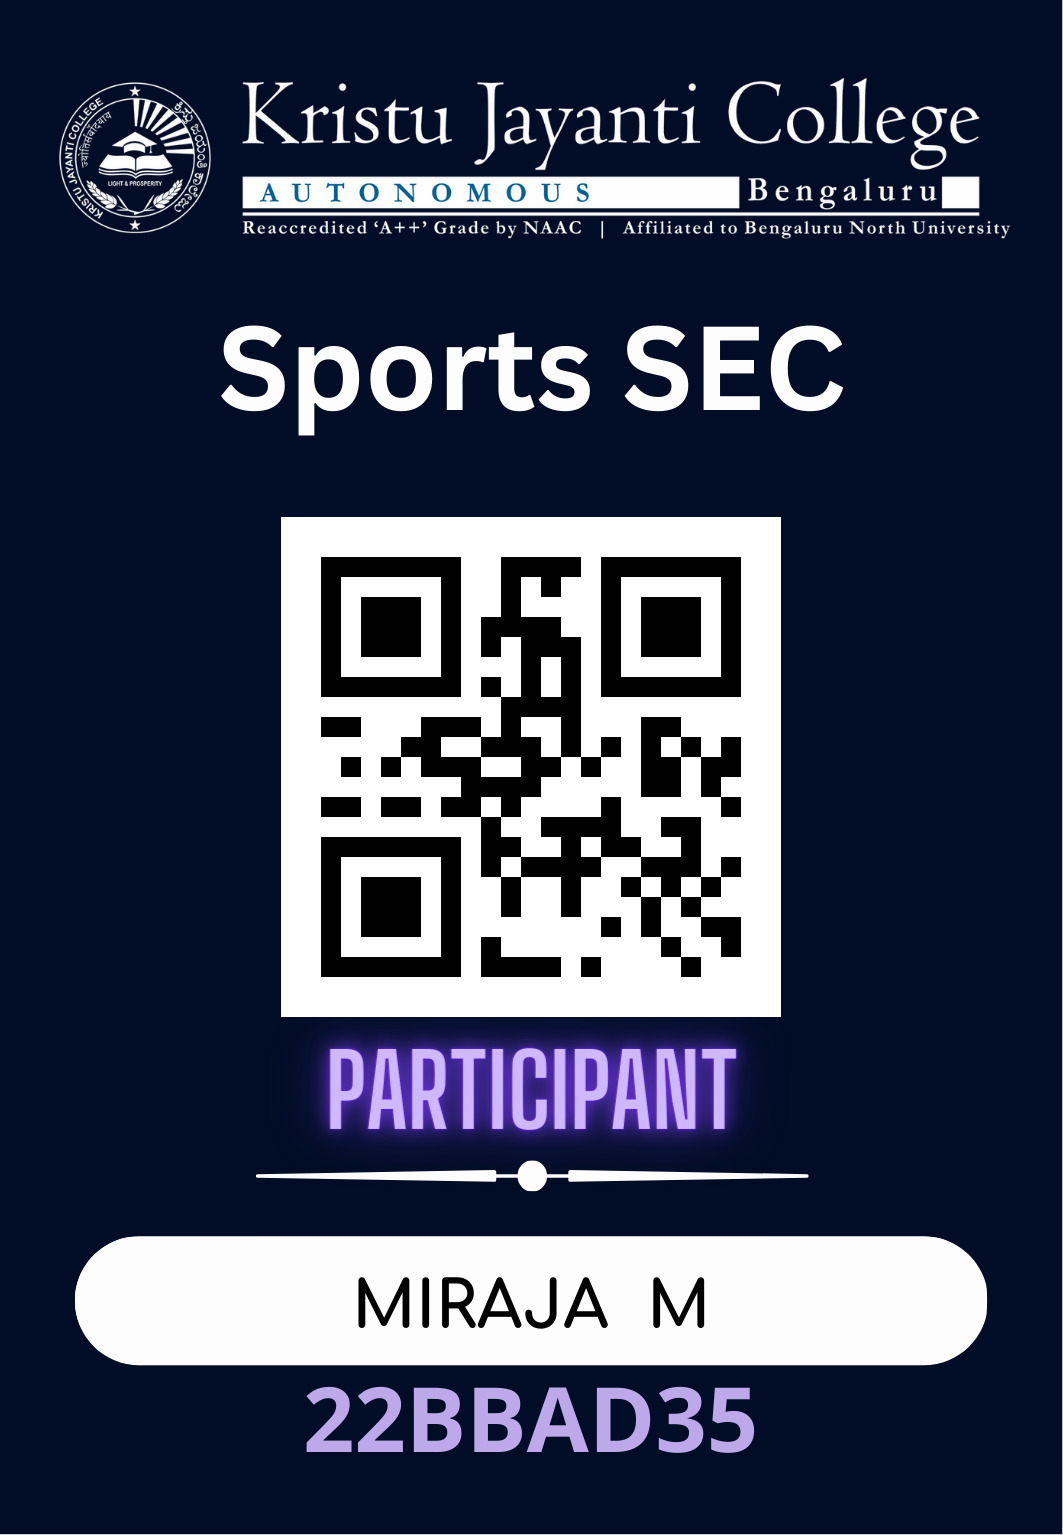 KRISTU JAYANTI COLLEGE
ಕ್ರಿಸ್ತು ಜಯಂತಿ ಕಾಲೇಜು
LIGHT & PROSPERITY
Kristu Jayanti College
AUTONOMOUS Bengaluru
Reaccredited ‘A++’ Grade by NAAC | Affiliated to Bengaluru North University
Sports SEC
PARTICIPANT
MIRAJA M
22BBAD35